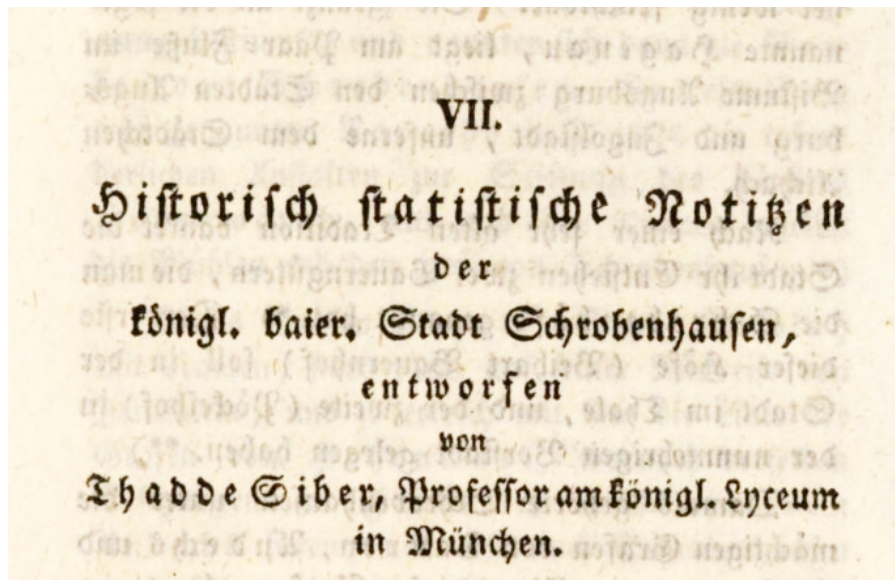 VII.
Historisch statistische Notitzen
der
königl. baier. Stadt Schrobenhausen,
entworfen
von
Thadde Siber, Professor am königl. Lyceum
in München.